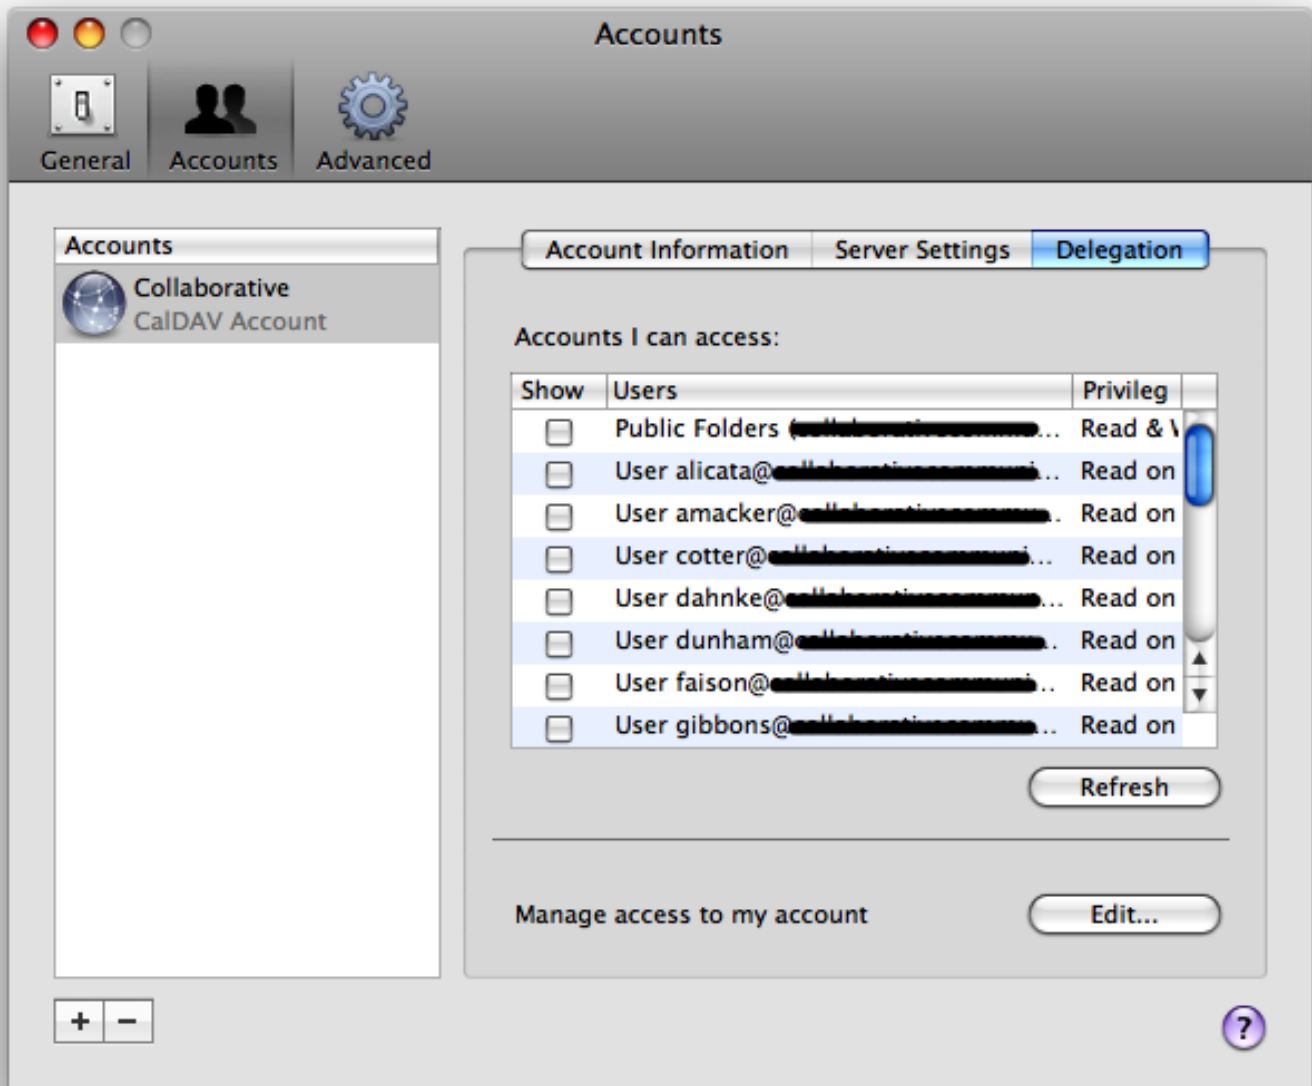 Accounts
General Accounts Advanced
Accounts
Collaborative
CalDAV Account
Account Information Server Settings Delegation
Accounts I can access:
Show Users Privileg
Public Folders ... Read & W
User alicata@... Read on
User amacker@... Read on
User cotter@... Read on
User dahnke@... Read on
User dunham@... Read on
User faison@... Read on
User gibbons@... Read on
Refresh
Manage access to my account Edit...
+ −
?